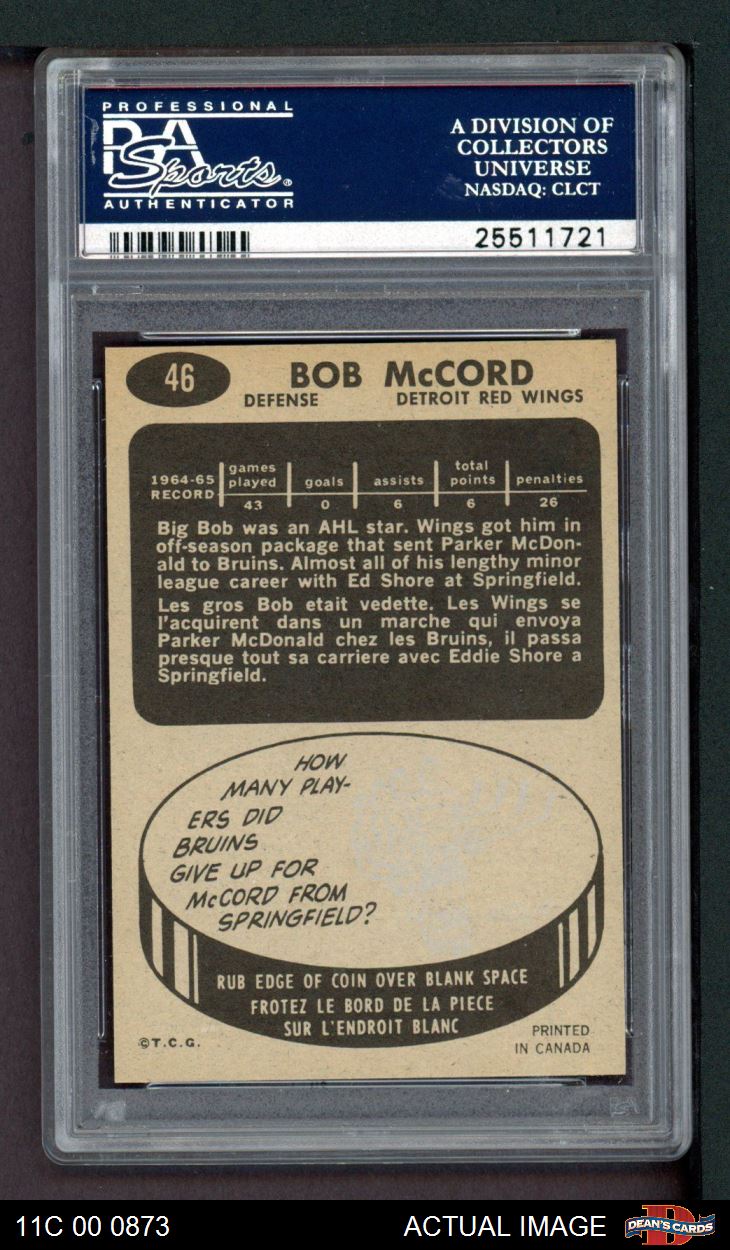 PROFESSIONAL
PSA
Sports
AUTHENTICATOR
A DIVISION OF
COLLECTORS
UNIVERSE
NASDAQ: CLCT
25511721
46
BOB McCORD
DEFENSE DETROIT RED WINGS
1964-65 RECORD games played goals assists total points penalties
43 0 6 6 26
Big Bob was an AHL star. Wings got him in
off-season package that sent Parker McDon-
ald to Bruins. Almost all of his lengthy minor
league career with Ed Shore at Springfield.
Les gros Bob etait vedette. Les Wings se
l'acquirent dans un marche qui envoya
Parker McDonald chez les Bruins, il passa
presque tout sa carriere avec Eddie Shore a
Springfield.
HOW
MANY PLAY-
ERS DID
BRUINS
GIVE UP FOR
McCORD FROM
SPRINGFIELD?
RUB EDGE OF COIN OVER BLANK SPACE
FROTEZ LE BORD DE LA PIECE
SUR L'ENDROIT BLANC
©T.C.G.
PRINTED
IN CANADA
11C 00 0873
ACTUAL IMAGE
DEAN'S CARDS